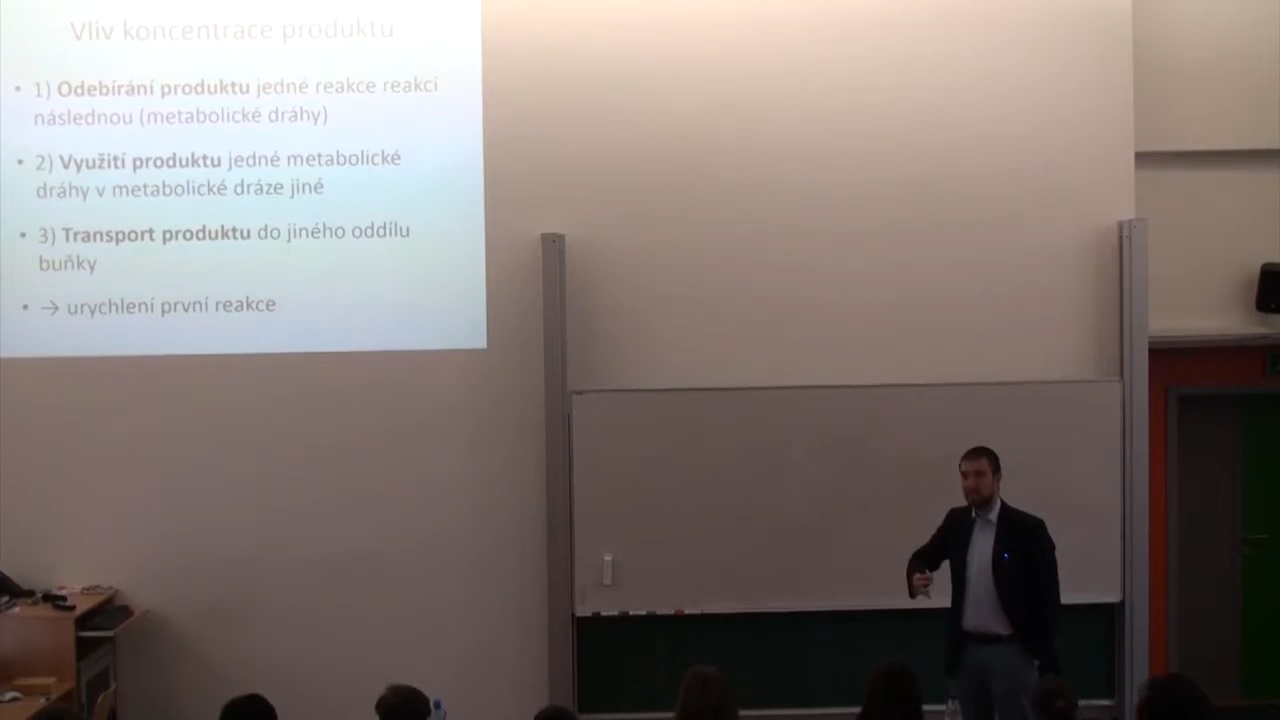 Vliv koncentrace produktu
• 1) Odebírání produktu jedné reakce reakcí
následnou (metabolické dráhy)
• 2) Využití produktu jedné metabolické
dráhy v metabolické dráze jiné
• 3) Transport produktu do jiného oddílu
buňky
• → urychlení první reakce